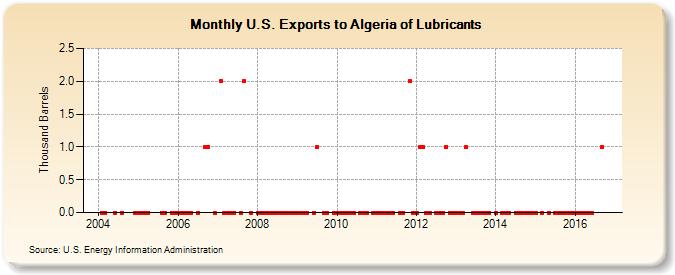 Monthly U.S. Exports to Algeria of Lubricants
Thousand Barrels
2.5
2.0
1.5
1.0
0.5
0.0
2004 2006 2008 2010 2012 2014 2016
Source: U.S. Energy Information Administration